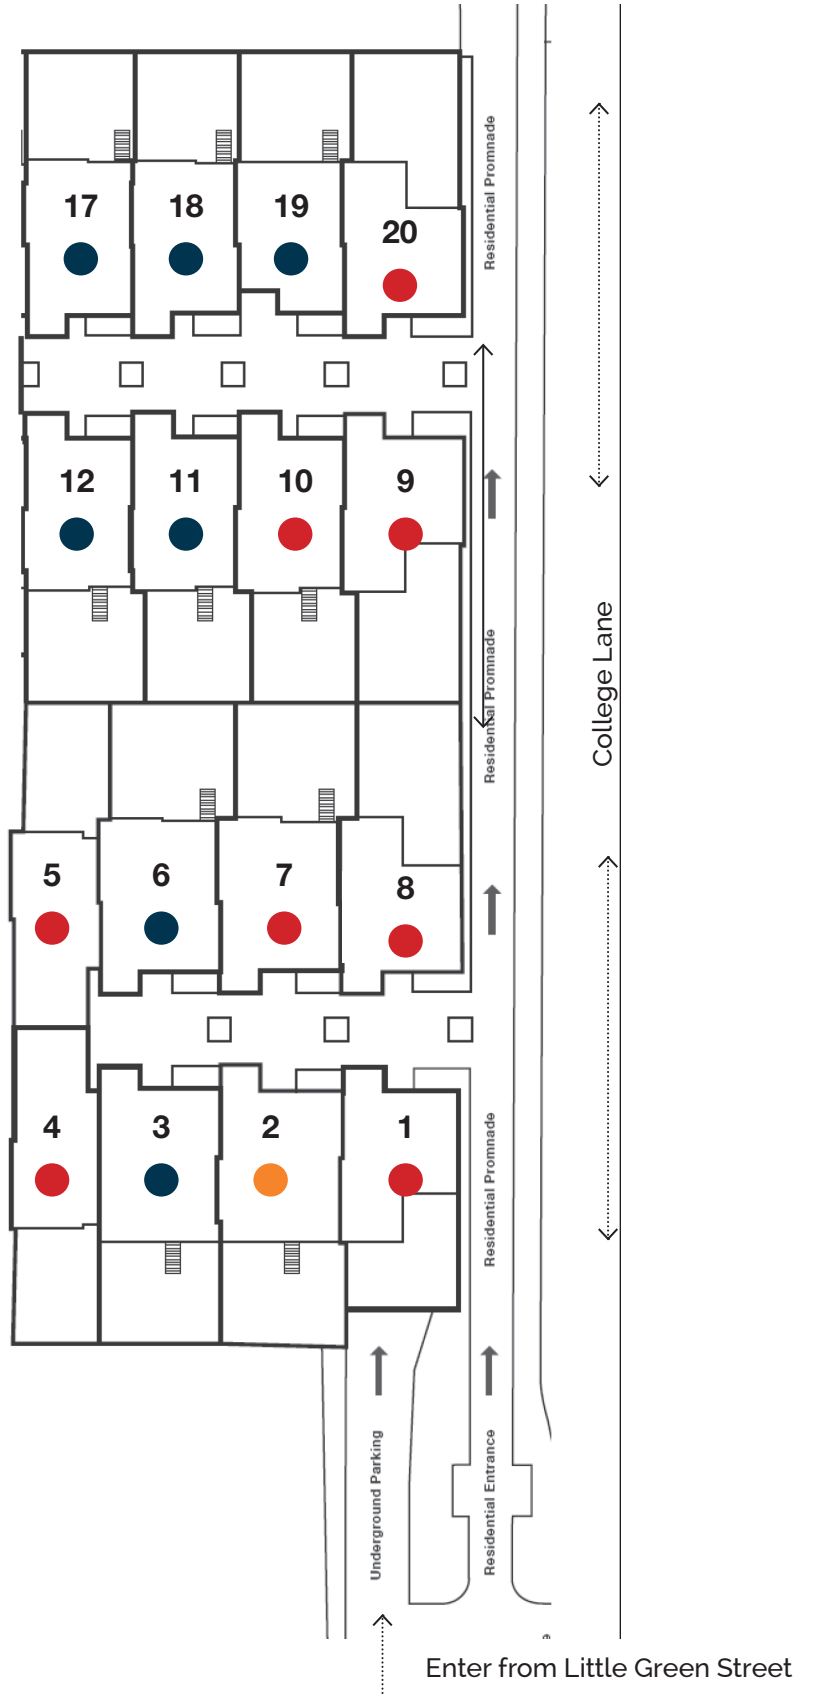 Residential Promnade
17
18
19
20
12
11
10
9
Residential Promnade
College Lane
5
6
7
8
4
3
2
1
Residential Promnade
Underground Parking
Residential Entrance
Enter from Little Green Street